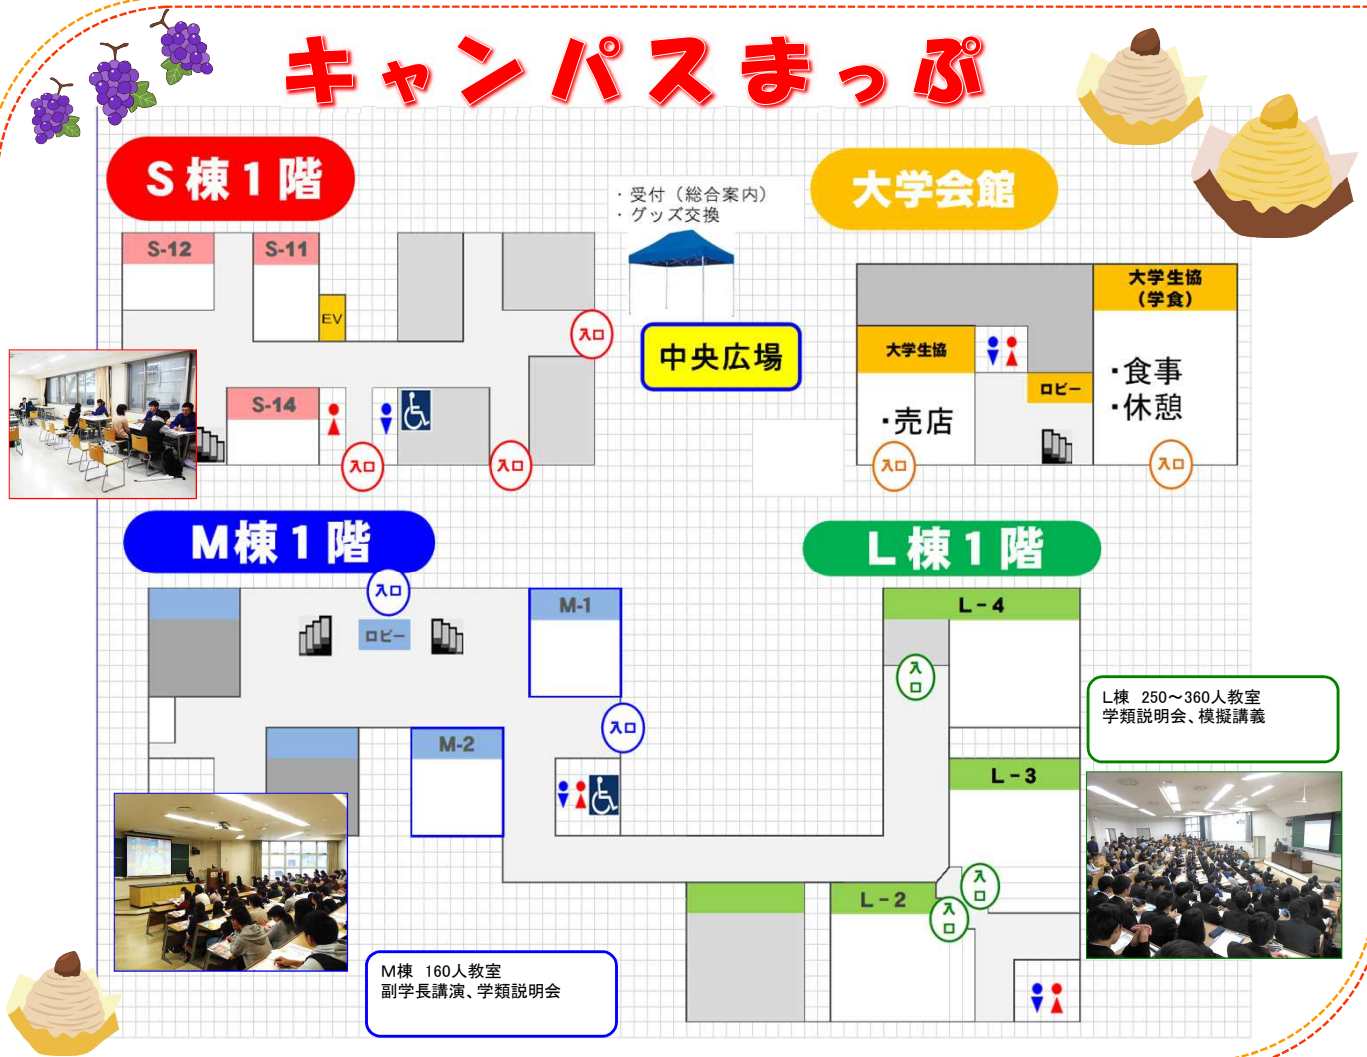 キャンパスまっぷ
S棟1階
・受付（総合案内）
・グッズ交換
大学会館
S-12
S-11
EV
入口
中央広場
大学生協
（学食）
大学生協
ロビー
・食事
・休憩
・売店
S-14
入口
入口
入口
入口
M棟1階
L棟1階
入口
ロビー
M-1
L-4
入口
L棟 250～360人教室
学類説明会、模擬講義
入口
M-2
L-3
入口
L-2
入口
M棟 160人教室
副学長講演、学類説明会